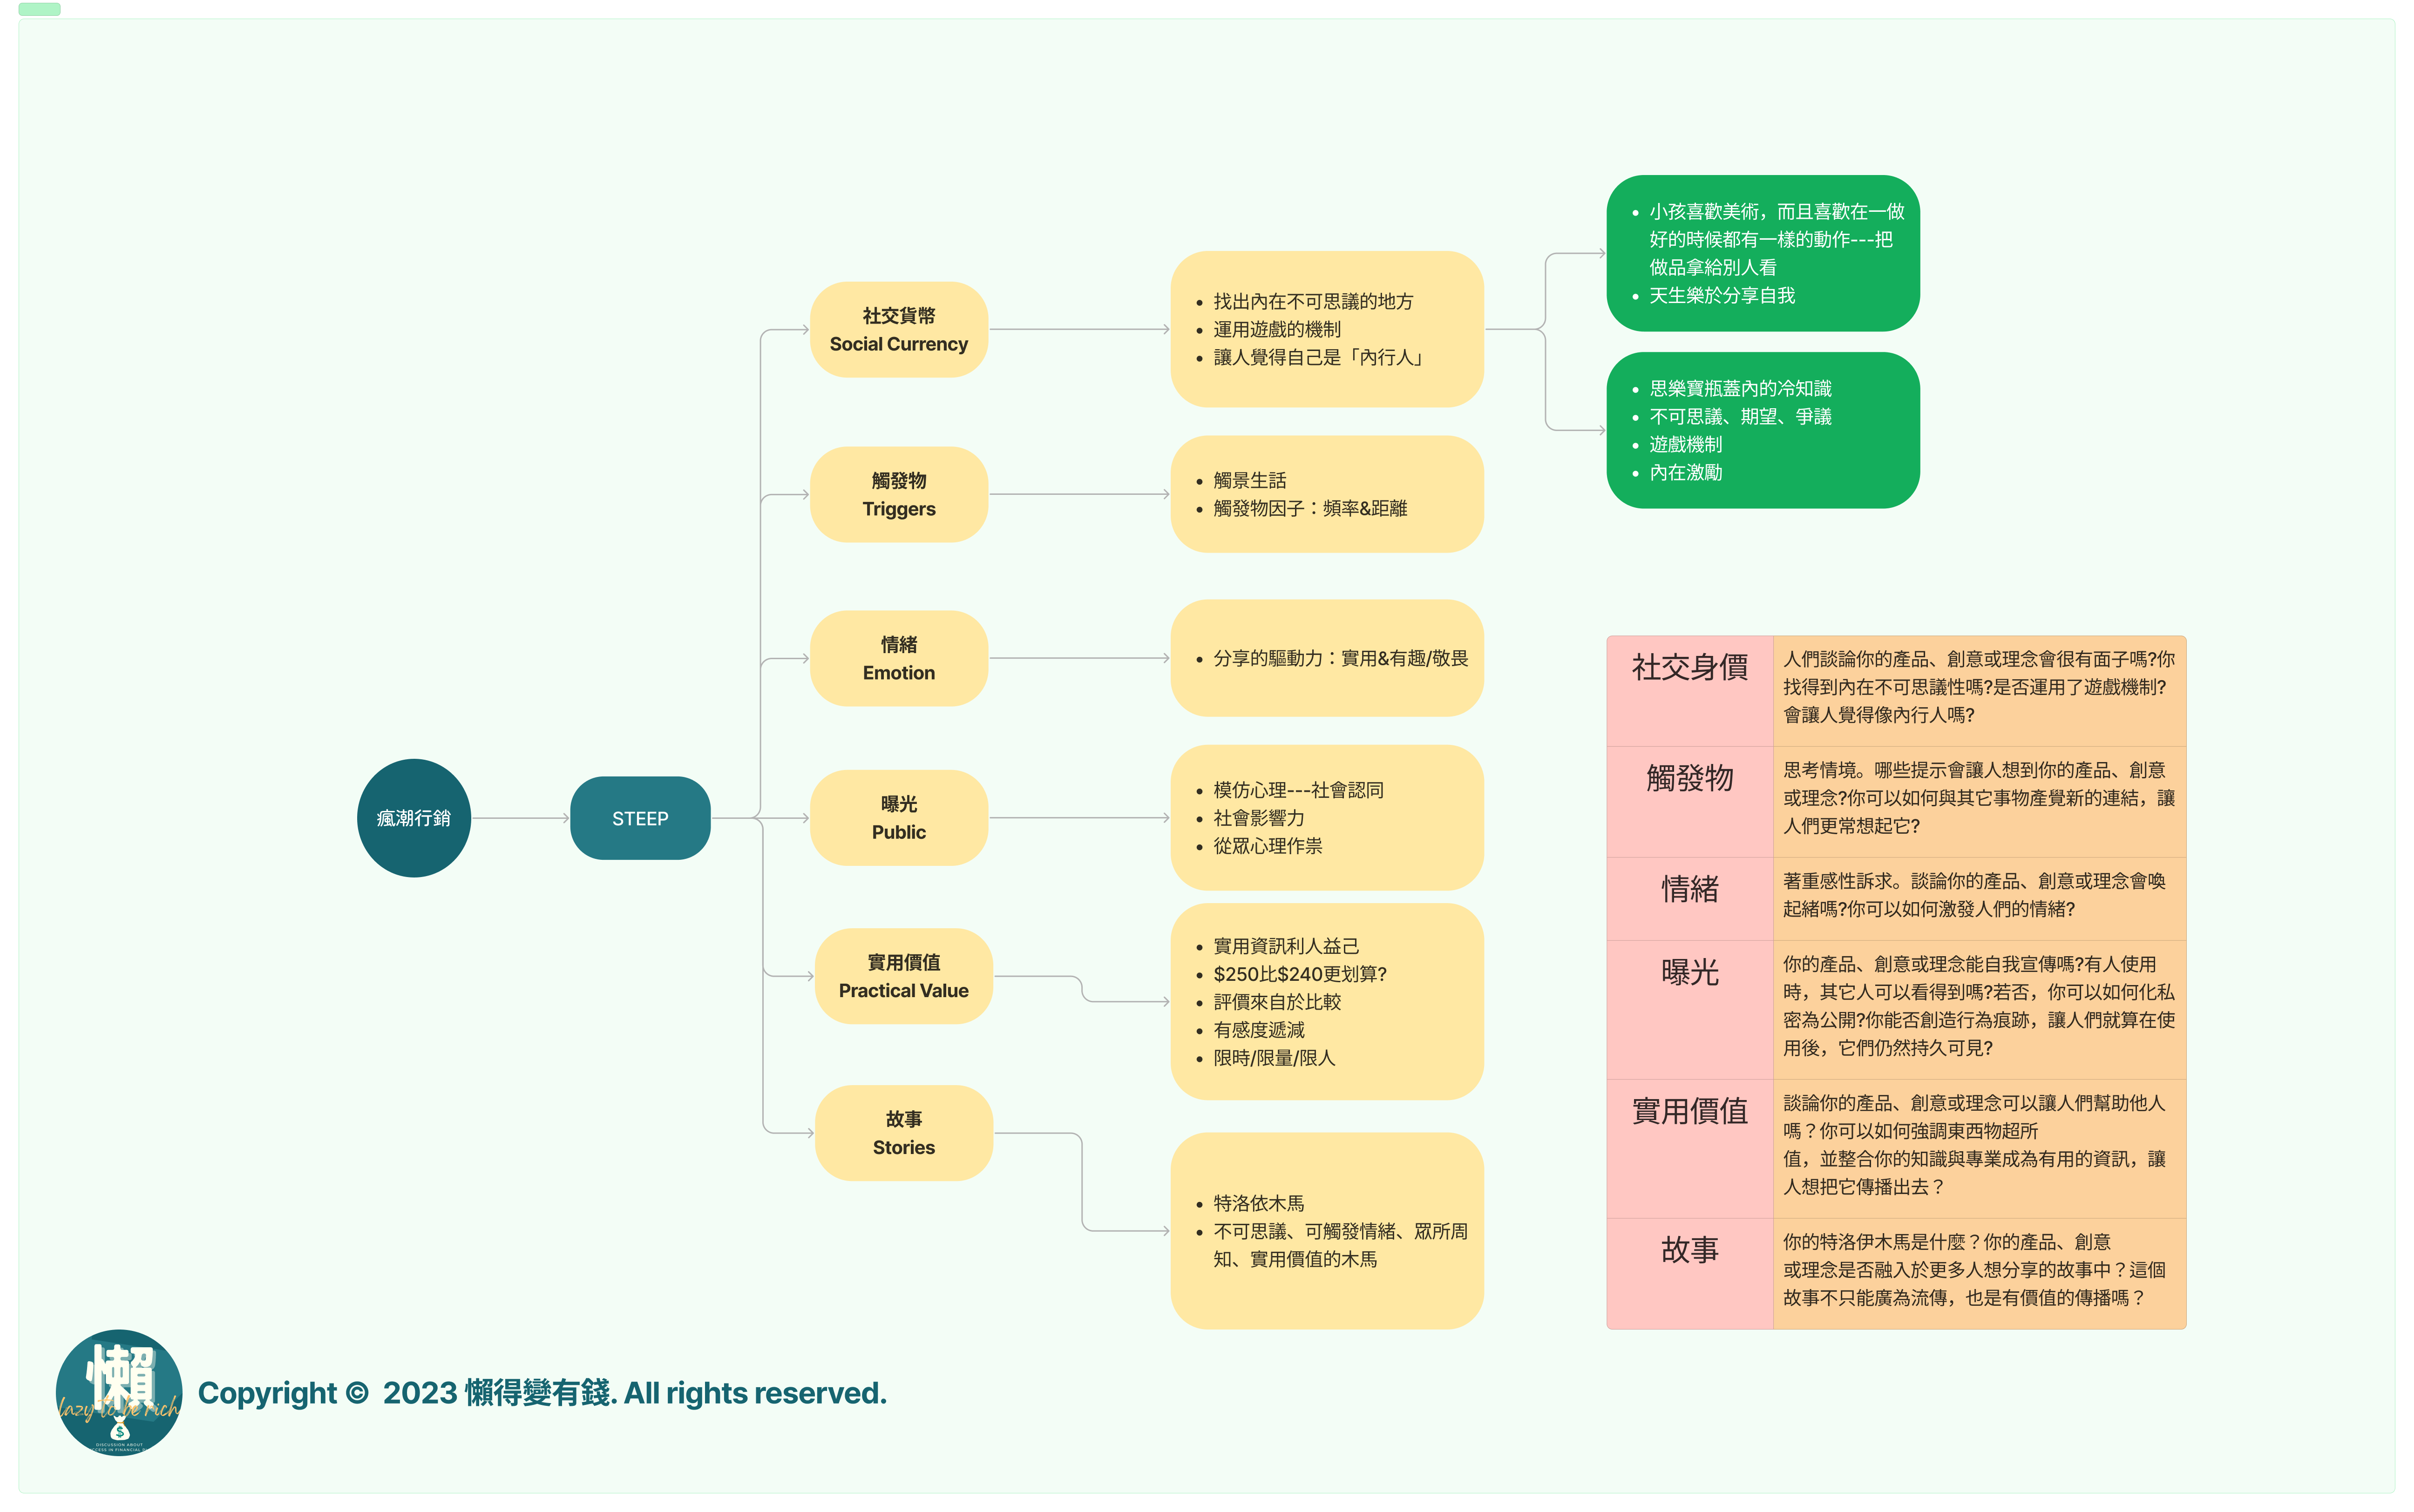 瘋潮行銷
STEEP
社交貨幣
Social Currency
找出內在不可思議的地方
運用遊戲的機制
讓人覺得自己是「內行人」
小孩喜歡美術，而且喜歡在一做
好的時候都有一樣的動作---把
做品拿給別人看
天生樂於分享自我
思樂寶瓶蓋內的冷知識
不可思議、期望、爭議
遊戲機制
內在激勵
觸發物
Triggers
觸景生話
觸發物因子：頻率&距離
情緒
Emotion
分享的驅動力：實用&有趣/敬畏
曝光
Public
模仿心理---社會認同
社會影響力
從眾心理作祟
實用價值
Practical Value
實用資訊利人益己
$250比$240更划算?
評價來自於比較
有感度遞減
限時/限量/限人
故事
Stories
特洛依木馬
不可思議、可觸發情緒、眾所周
知、實用價值的木馬
社交身價
人們談論你的產品、創意或理念會很有面子嗎?你
找得到內在不可思議性嗎?是否運用了遊戲機制?
會讓人覺得像內行人嗎?
觸發物
思考情境。哪些提示會讓人想到你的產品、創意
或理念?你可以如何與其它事物產覺新的連結，讓
人們更常想起它?
情緒
著重感性訴求。談論你的產品、創意或理念會喚
起緒嗎?你可以如何激發人們的情緒?
曝光
你的產品、創意或理念能自我宣傳嗎?有人使用
時，其它人可以看得到嗎?若否，你可以如何化私
密為公開?你能否創造行為痕跡，讓人們就算在使
用後，它們仍然持久可見?
實用價值
談論你的產品、創意或理念可以讓人們幫助他人
嗎？你可以如何強調東西物超所
值，並整合你的知識與專業成為有用的資訊，讓
人想把它傳播出去？
故事
你的特洛伊木馬是什麼？你的產品、創意
或理念是否融入於更多人想分享的故事中？這個
故事不只能廣為流傳，也是有價值的傳播嗎？
懶
lazy to be rich
$
DISCUSSION ABOUT
Copyright © 2023 懶得變有錢. All rights reserved.